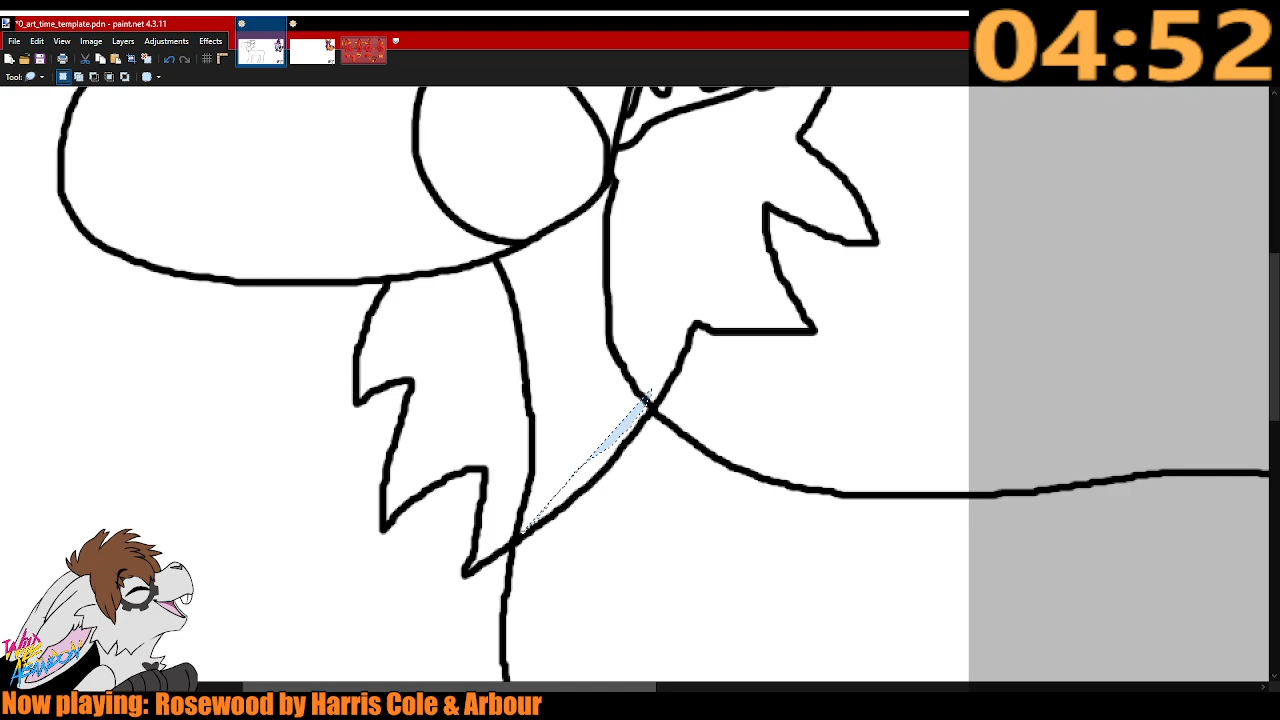 *0_art_time_template.pdn - paint.net 4.3.11
04:52
File Edit View Image Layers Adjustments Effects
Tool:
Now playing: Rosewood by Harris Cole & Arbour